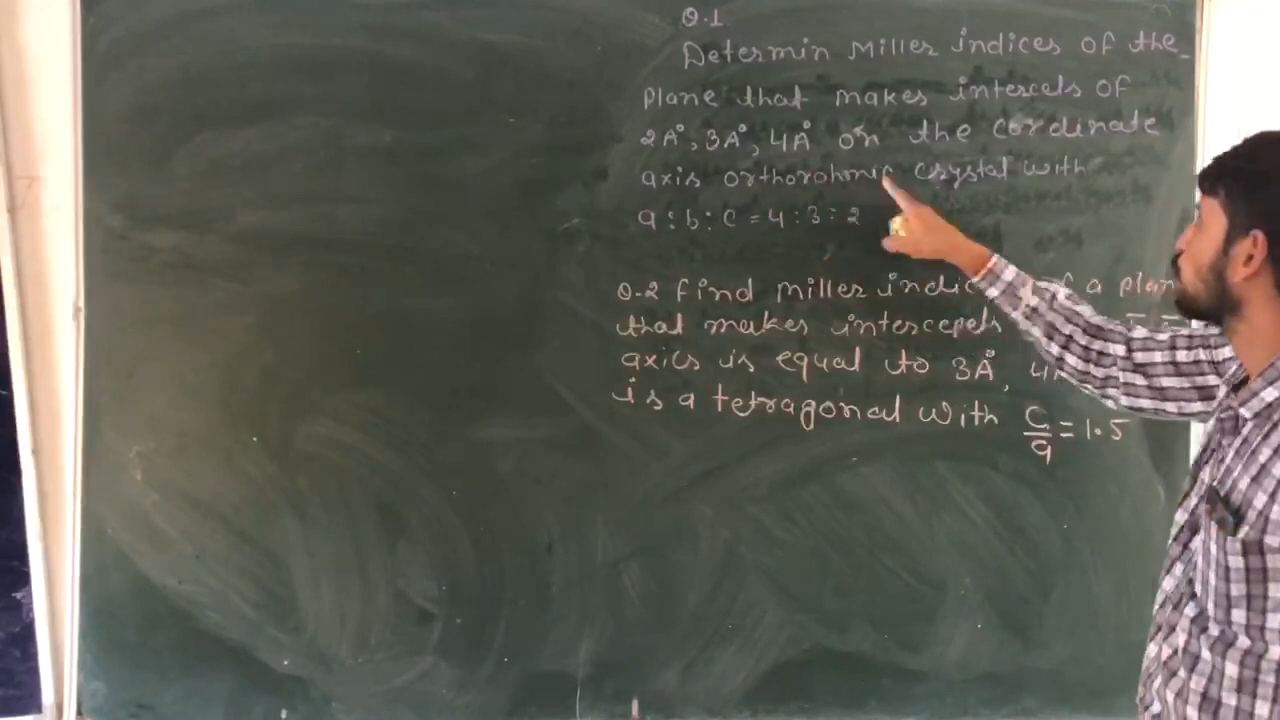 Q.1
Determin Miller indices of the
plane that makes intercets of
2A°, 3A°, 4A° on the cordinate
axis orthorohmic crystal with
a : b : c = 4 : 3 : 2
Q.2 find miller indic a plan
that makes intercepets
axics is equal to 3A°, 4
is a tetragonal with c/a = 1.5